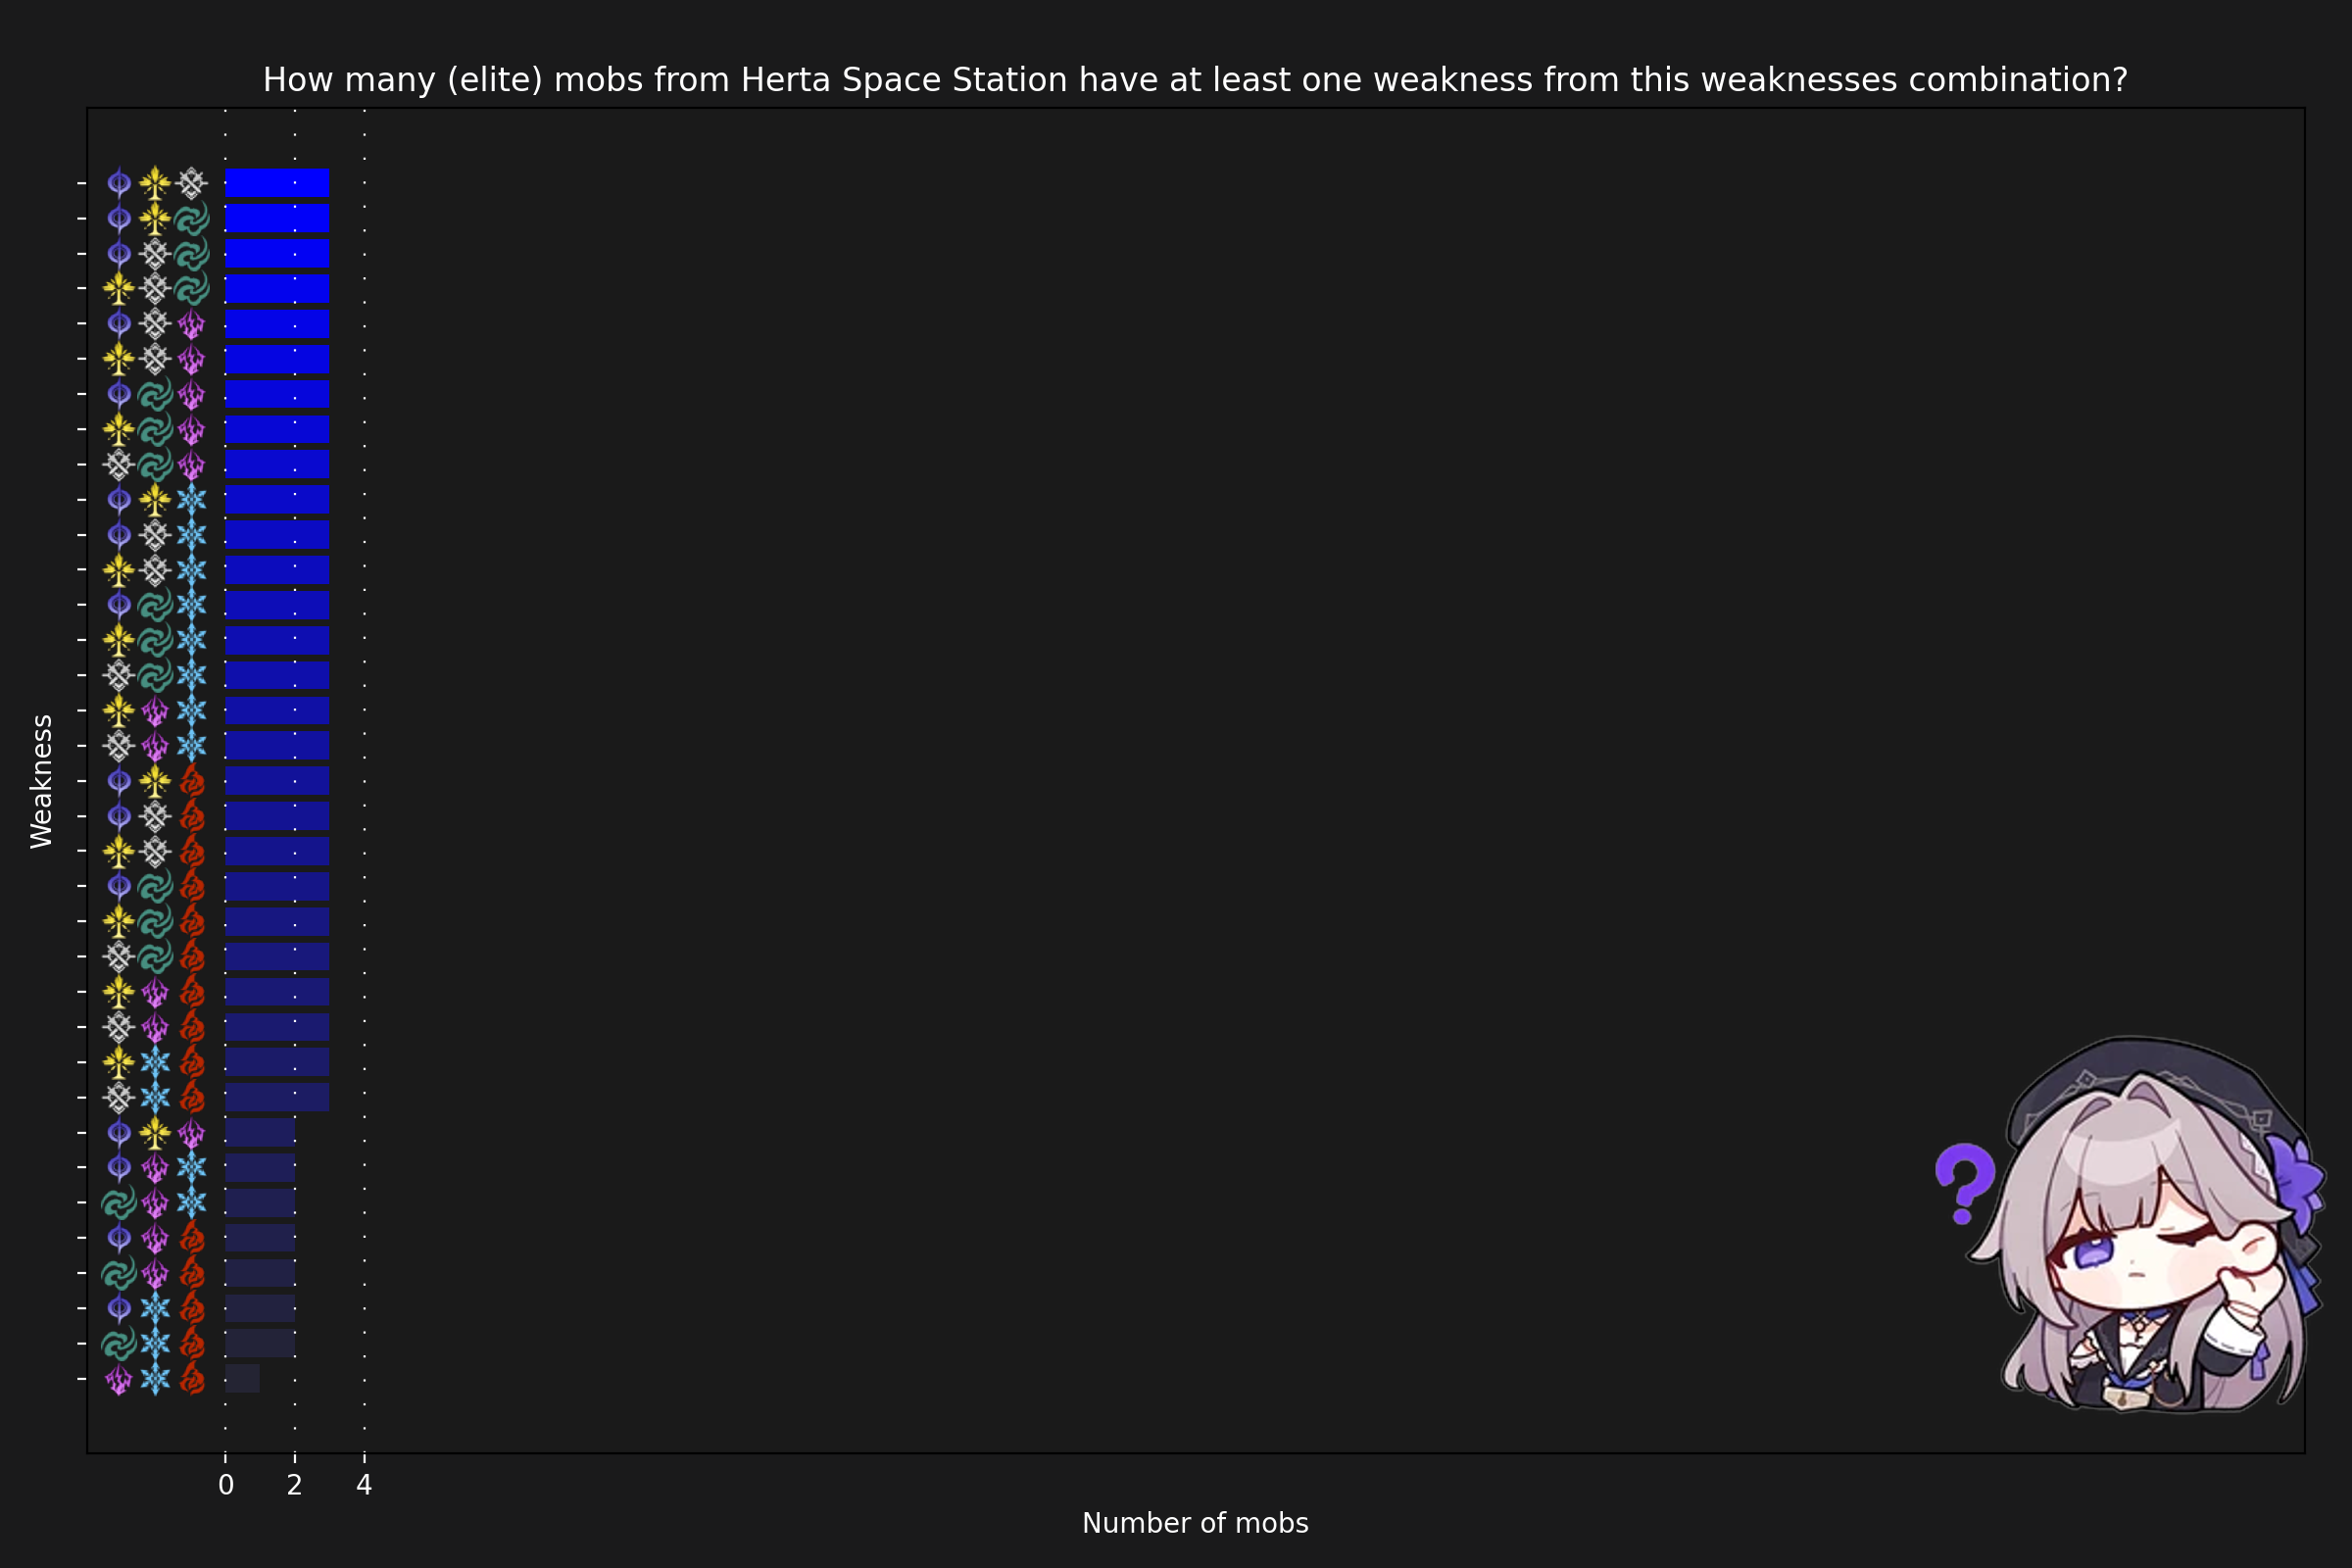 How many (elite) mobs from Herta Space Station have at least one weakness from this weaknesses combination?
Weakness
0 2 4
Number of mobs
?